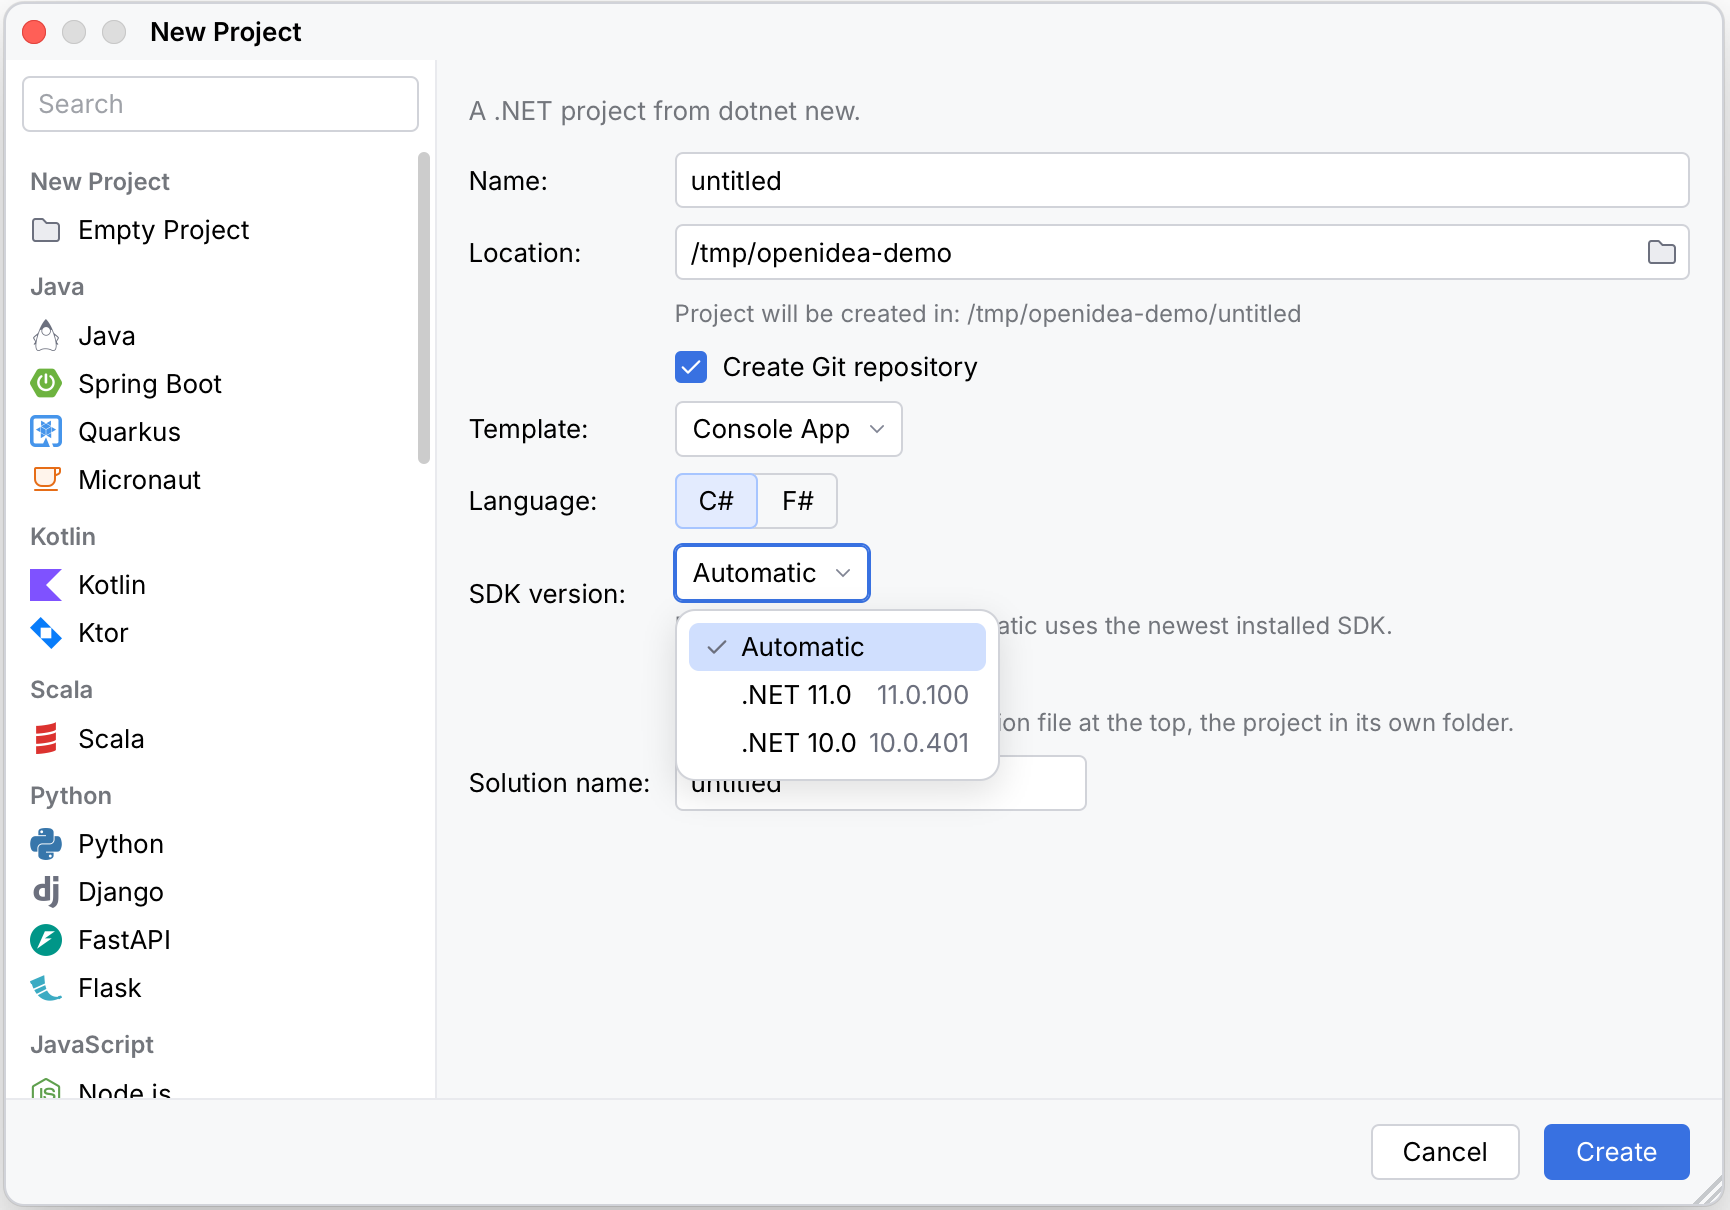 New Project
Search
New Project
Empty Project
Java
Java
Spring Boot
Quarkus
Micronaut
Kotlin
Kotlin
Ktor
Scala
Scala
Python
Python
Django
FastAPI
Flask
JavaScript
Node.js
A .NET project from dotnet new.
Name:
untitled
Location:
/tmp/openidea-demo
Project will be created in: /tmp/openidea-demo/untitled
Create Git repository
Template:
Console App
Language:
C# F#
SDK version:
Automatic
uses the newest installed SDK.
Automatic
.NET 11.0 11.0.100
.NET 10.0 10.0.401
file at the top, the project in its own folder.
Solution name:
untitled
Cancel
Create